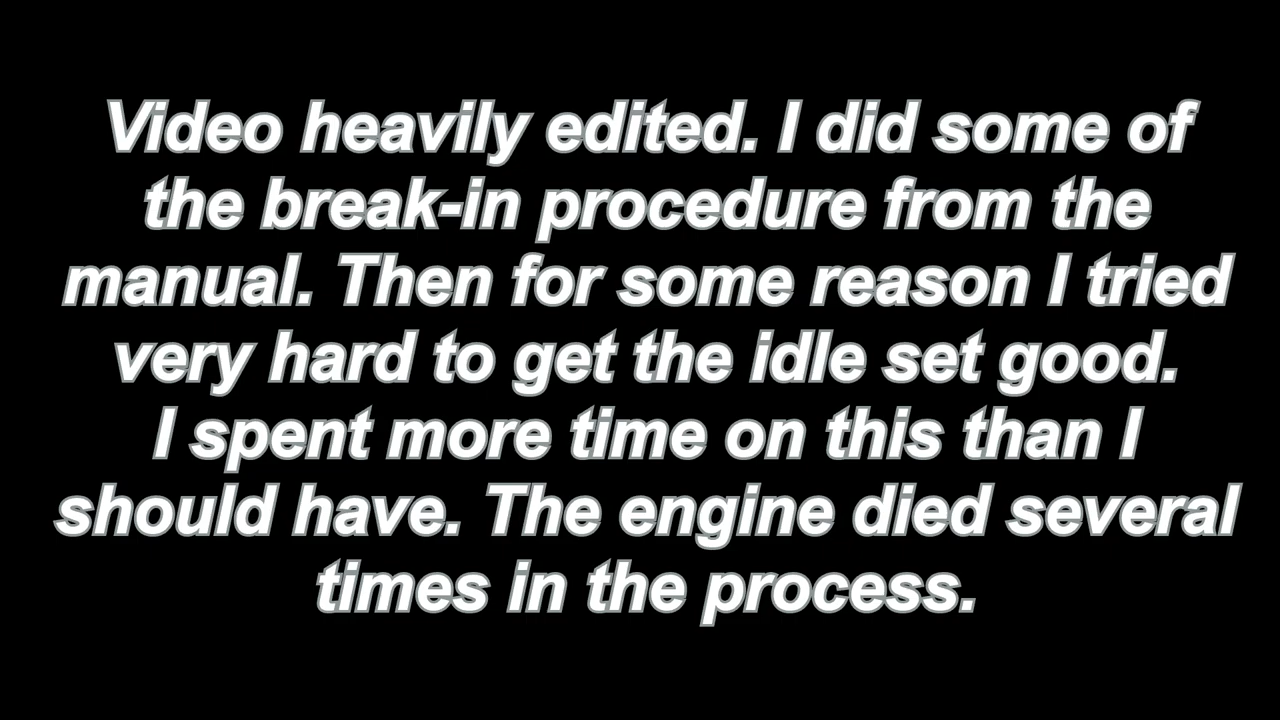 Video heavily edited. I did some of
the break-in procedure from the
manual. Then for some reason I tried
very hard to get the idle set good.
I spent more time on this than I
should have. The engine died several
times in the process.